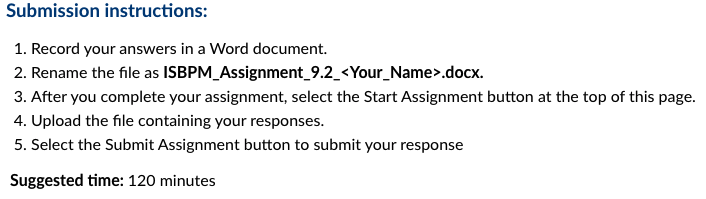 Submission instructions:
1. Record your answers in a Word document.
2. Rename the file as ISBPM_Assignment_9.2_<Your_Name>.docx.
3. After you complete your assignment, select the Start Assignment button at the top of this page.
4. Upload the file containing your responses.
5. Select the Submit Assignment button to submit your response
Suggested time: 120 minutes